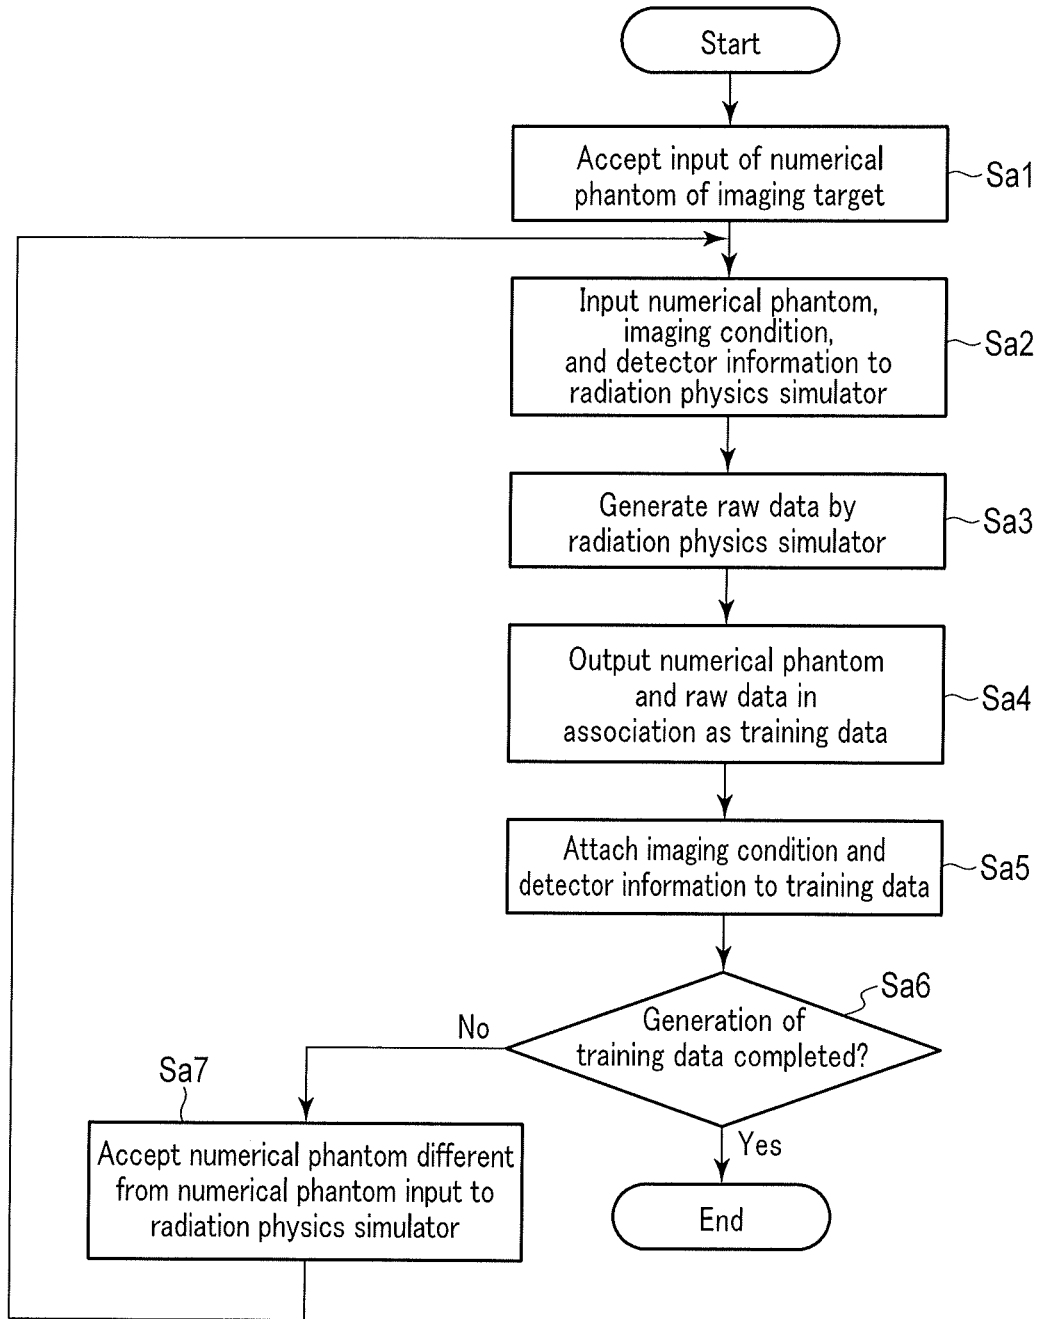 Start
Accept input of numerical
phantom of imaging target
Sa1
Input numerical phantom,
imaging condition,
and detector information to
radiation physics simulator
Sa2
Generate raw data by
radiation physics simulator
Sa3
Output numerical phantom
and raw data in
association as training data
Sa4
Attach imaging condition and
detector information to training data
Sa5
Sa6
Generation of
training data completed?
No
Sa7
Accept numerical phantom different
from numerical phantom input to
radiation physics simulator
Yes
End